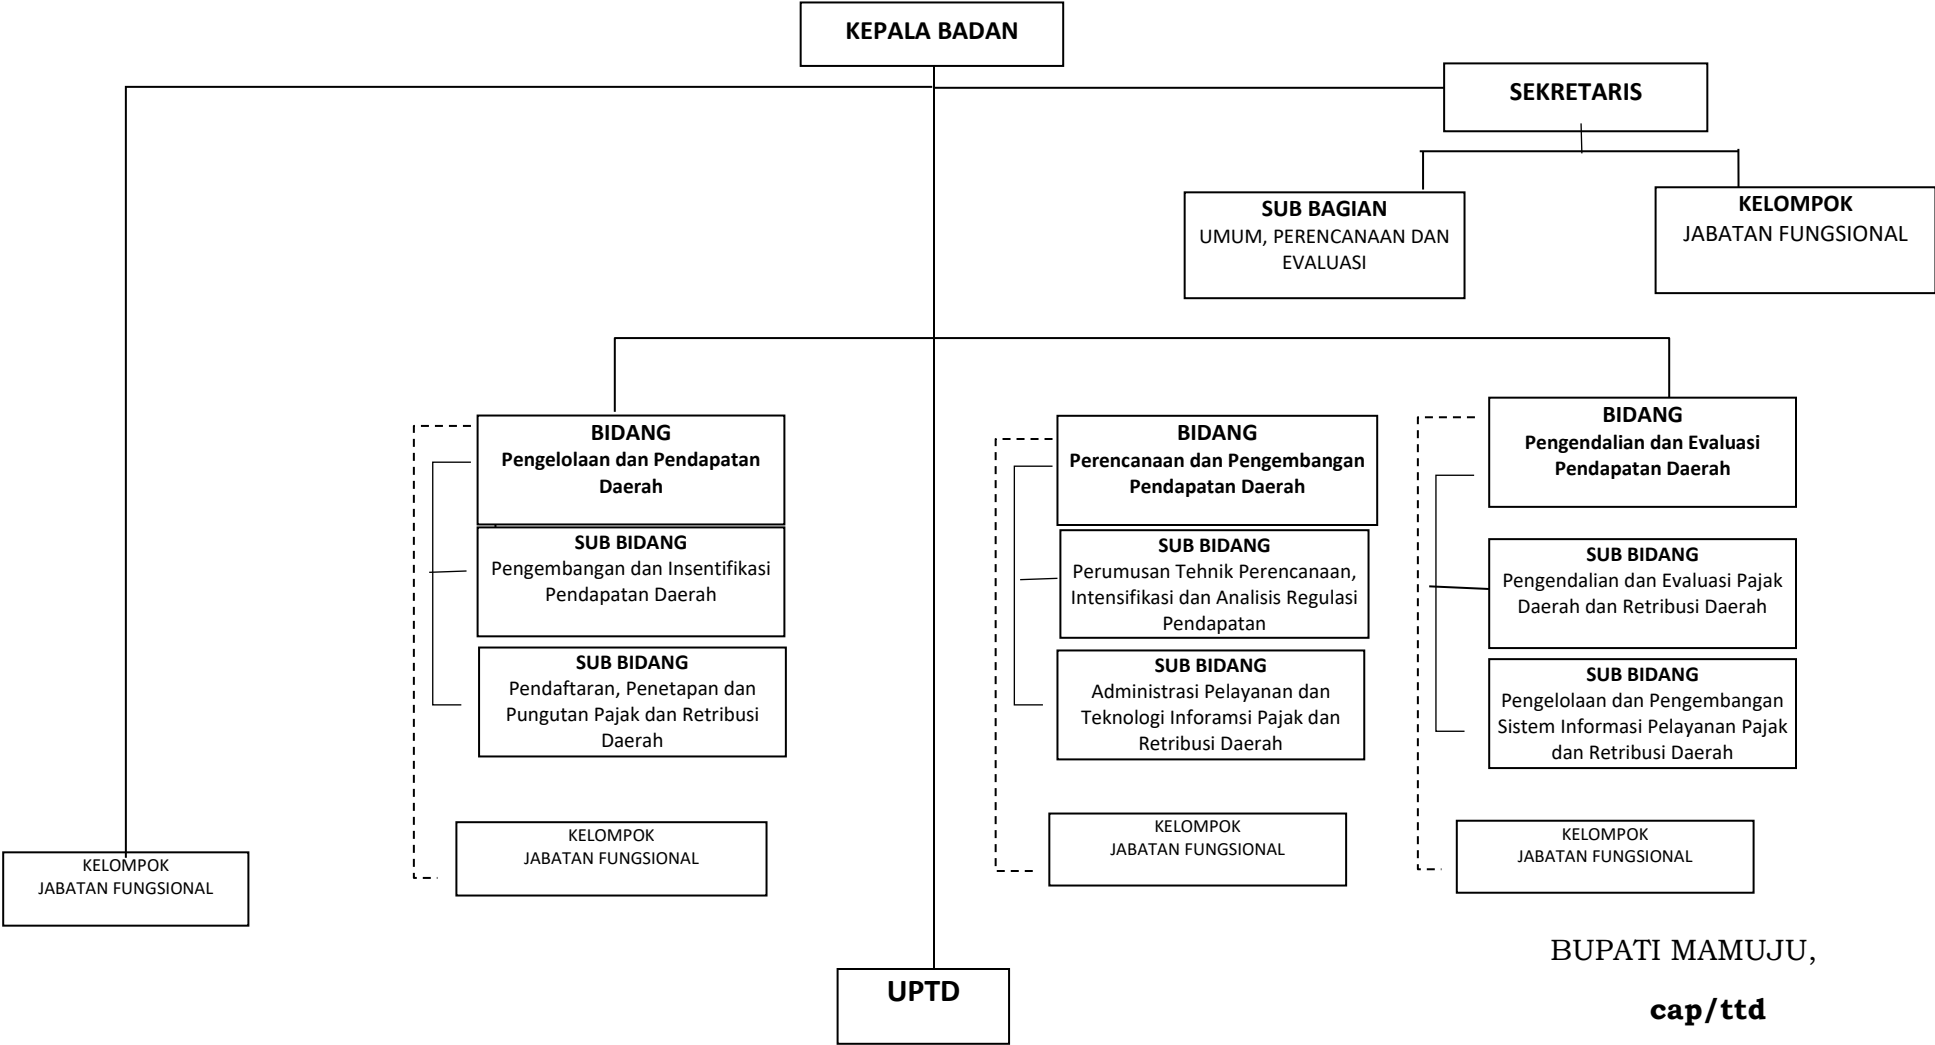 KEPALA BADAN
SEKRETARIS
SUB BAGIAN
UMUM, PERENCANAAN DAN
EVALUASI
KELOMPOK
JABATAN FUNGSIONAL
BIDANG
Pengelolaan dan Pendapatan
Daerah
SUB BIDANG
Pengembangan dan Insentifikasi
Pendapatan Daerah
SUB BIDANG
Pendaftaran, Penetapan dan
Pungutan Pajak dan Retribusi
Daerah
KELOMPOK
JABATAN FUNGSIONAL
BIDANG
Perencanaan dan Pengembangan
Pendapatan Daerah
SUB BIDANG
Perumusan Tehnik Perencanaan,
Intensifikasi dan Analisis Regulasi
Pendapatan
SUB BIDANG
Administrasi Pelayanan dan
Teknologi Inforamsi Pajak dan
Retribusi Daerah
KELOMPOK
JABATAN FUNGSIONAL
BIDANG
Pengendalian dan Evaluasi
Pendapatan Daerah
SUB BIDANG
Pengendalian dan Evaluasi Pajak
Daerah dan Retribusi Daerah
SUB BIDANG
Pengelolaan dan Pengembangan
Sistem Informasi Pelayanan Pajak
dan Retribusi Daerah
KELOMPOK
JABATAN FUNGSIONAL
KELOMPOK
JABATAN FUNGSIONAL
UPTD
BUPATI MAMUJU,
cap/ttd